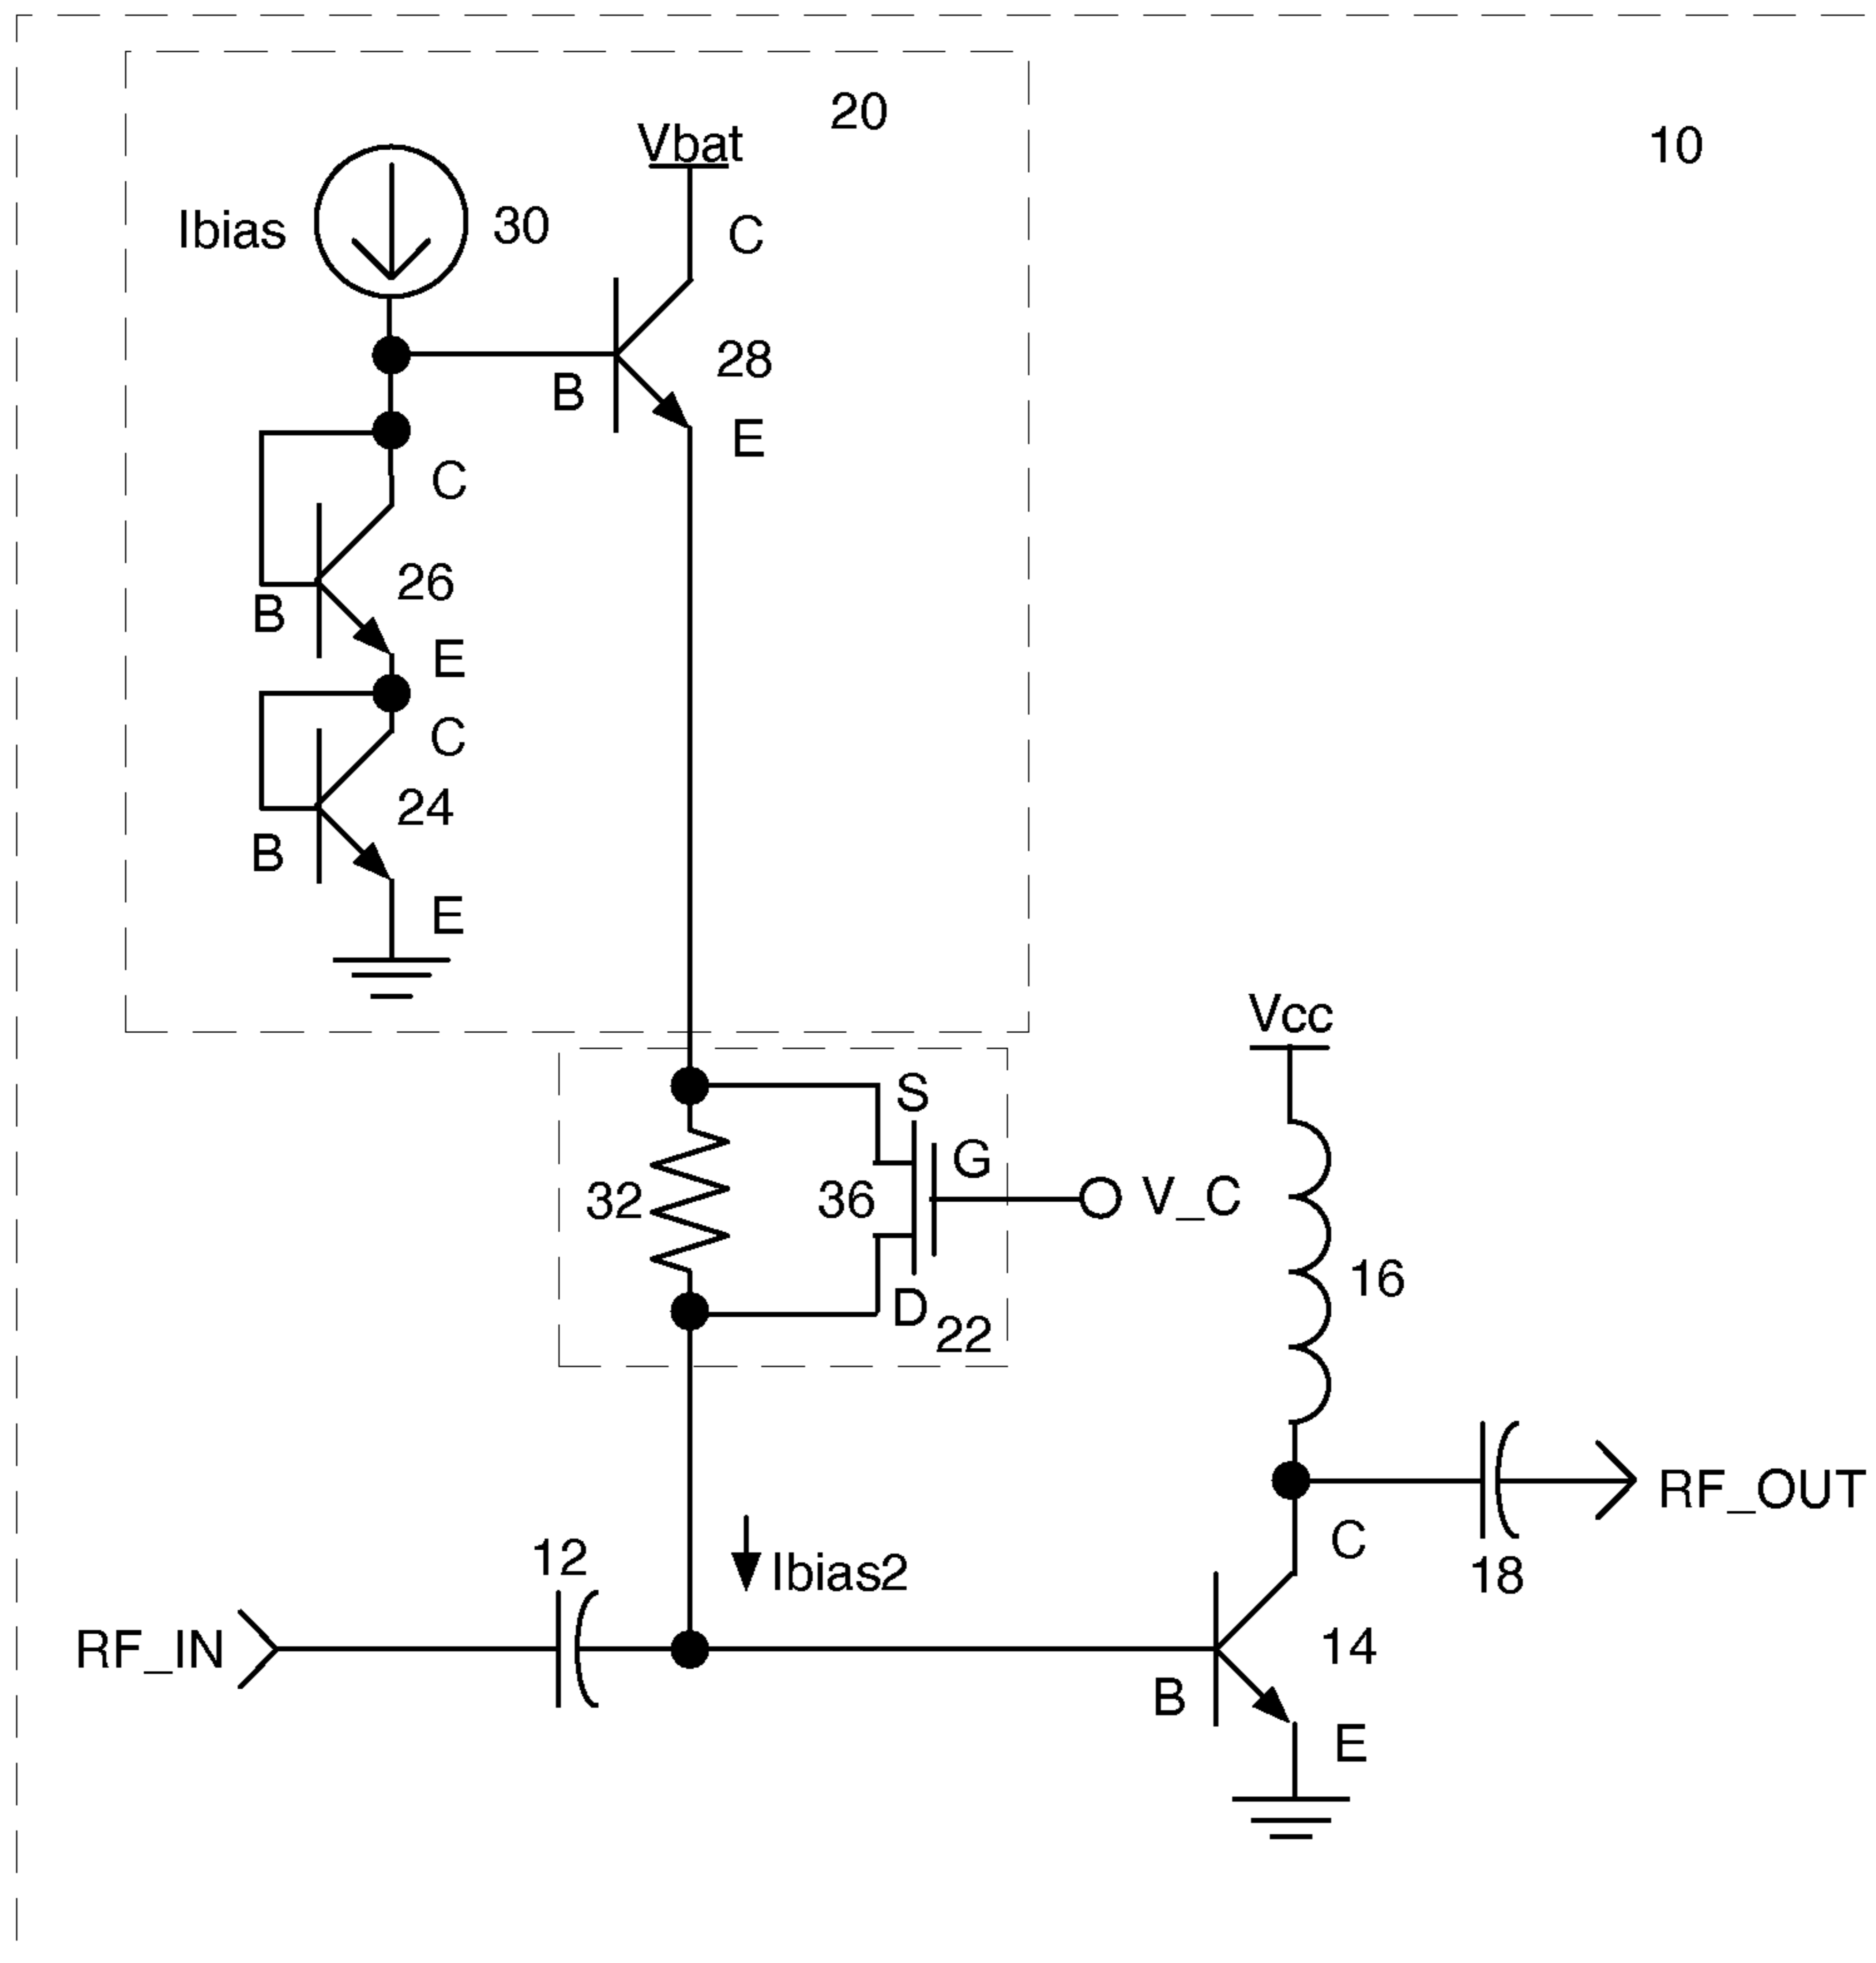 20
10
Vbat
Ibias
30
C
28
B
E
C
26
B
E
C
24
B
E
Vcc
S
G
32
36
V_C
16
D
22
RF_OUT
C
12
Ibias2
18
RF_IN
14
B
E